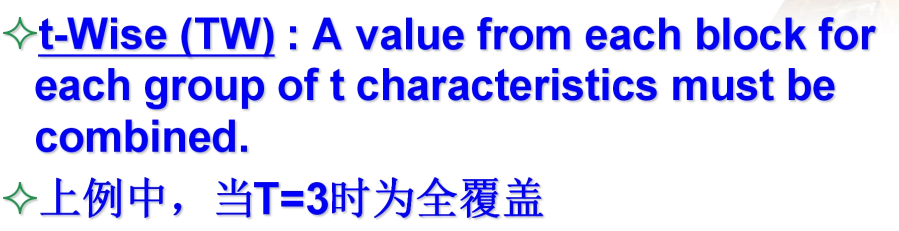 ✧t-Wise (TW) : A value from each block for
each group of t characteristics must be
combined.
✧上例中，当T=3时为全覆盖